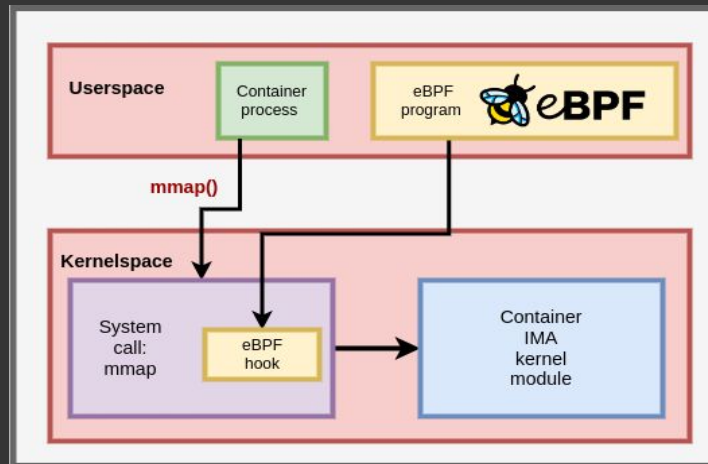 Userspace
Container
process
eBPF
program
eBPF
mmap()
Kernelspace
System
call:
mmap
eBPF
hook
Container
IMA
kernel
module